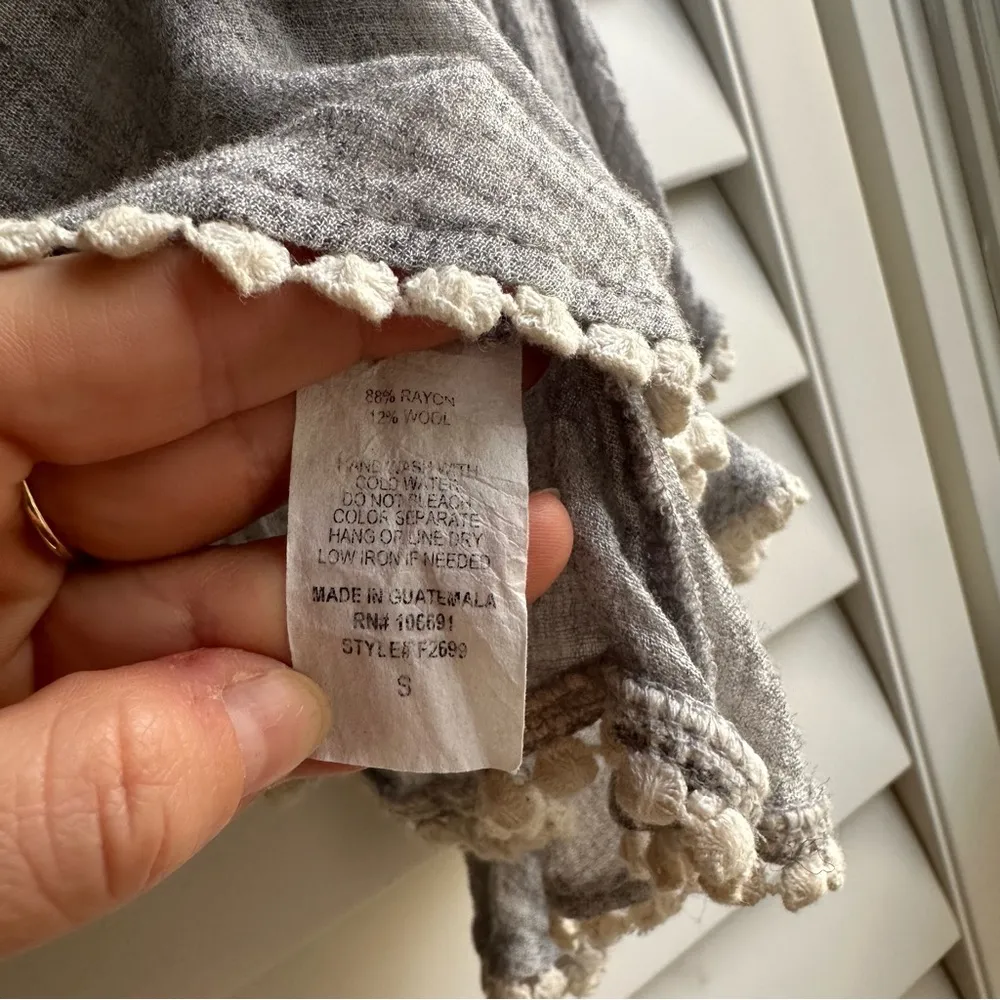 88% RAYON
12% WOOL
HAND WASH WITH
COLD WATER
DO NOT BLEACH
COLOR SEPARATE
HANG OR LINE DRY
LOW IRON IF NEEDED
MADE IN GUATEMALA
RN# 106691
STYLE# F2699
S